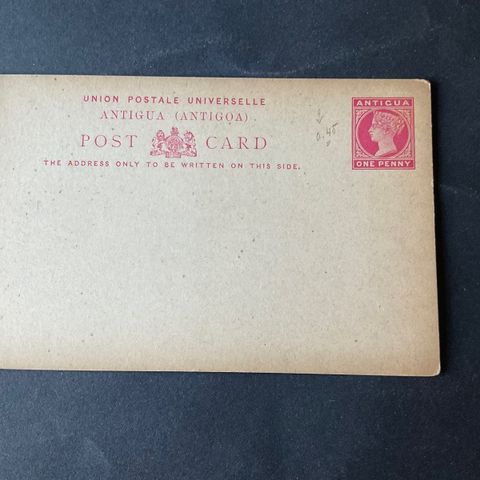 UNION POSTALE UNIVERSELLE
ANTIGUA (ANTIGOA)
POST CARD
THE ADDRESS ONLY TO BE WRITTEN ON THIS SIDE.
ANTIGUA
ONE PENNY